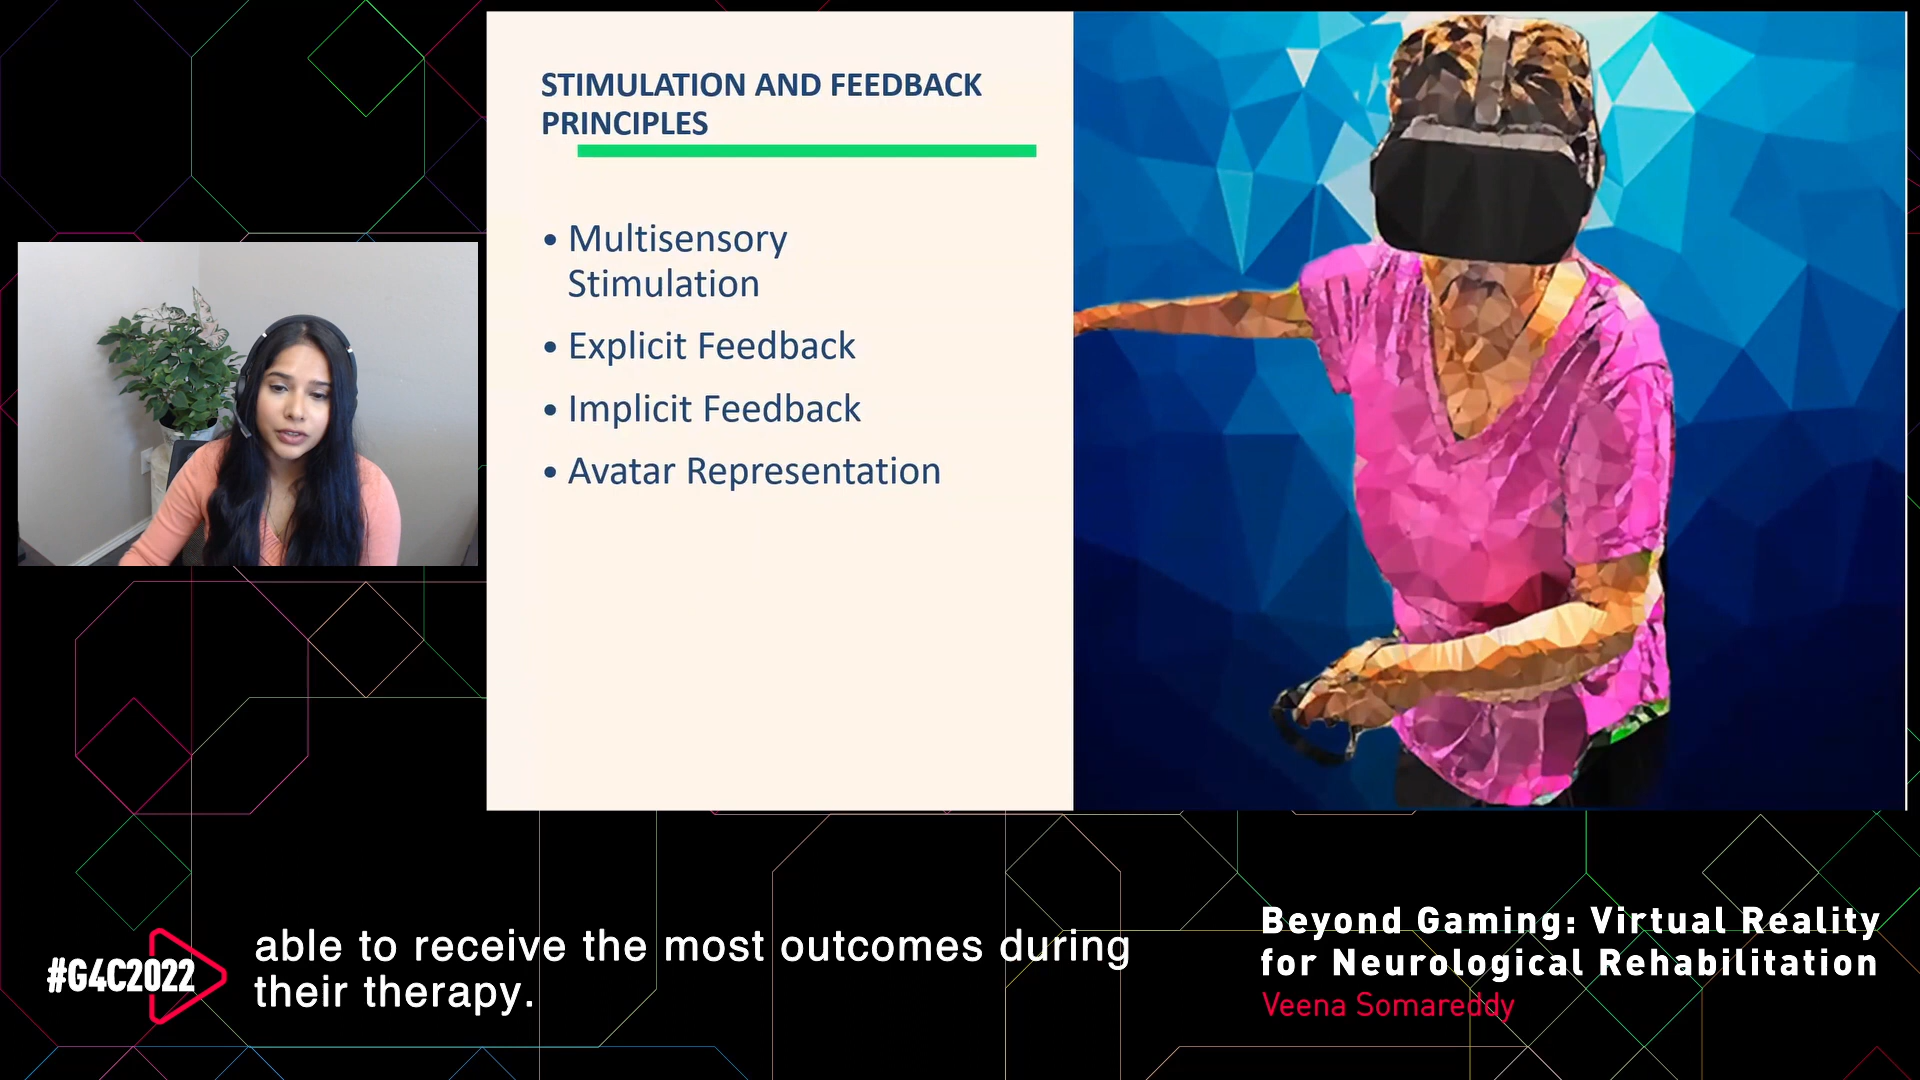 STIMULATION AND FEEDBACK
PRINCIPLES
• Multisensory
Stimulation
• Explicit Feedback
• Implicit Feedback
• Avatar Representation
#G4C2022
able to receive the most outcomes during
their therapy.
Beyond Gaming: Virtual Reality
for Neurological Rehabilitation
Veena Somareddy